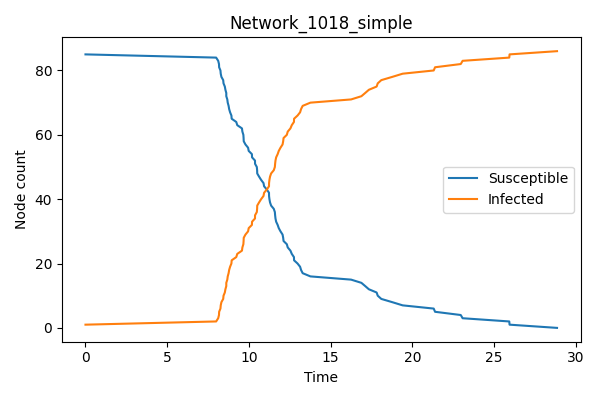 Network_1018_simple
Node count
80
60
40
20
0
Susceptible
Infected
0 5 10 15 20 25 30
Time